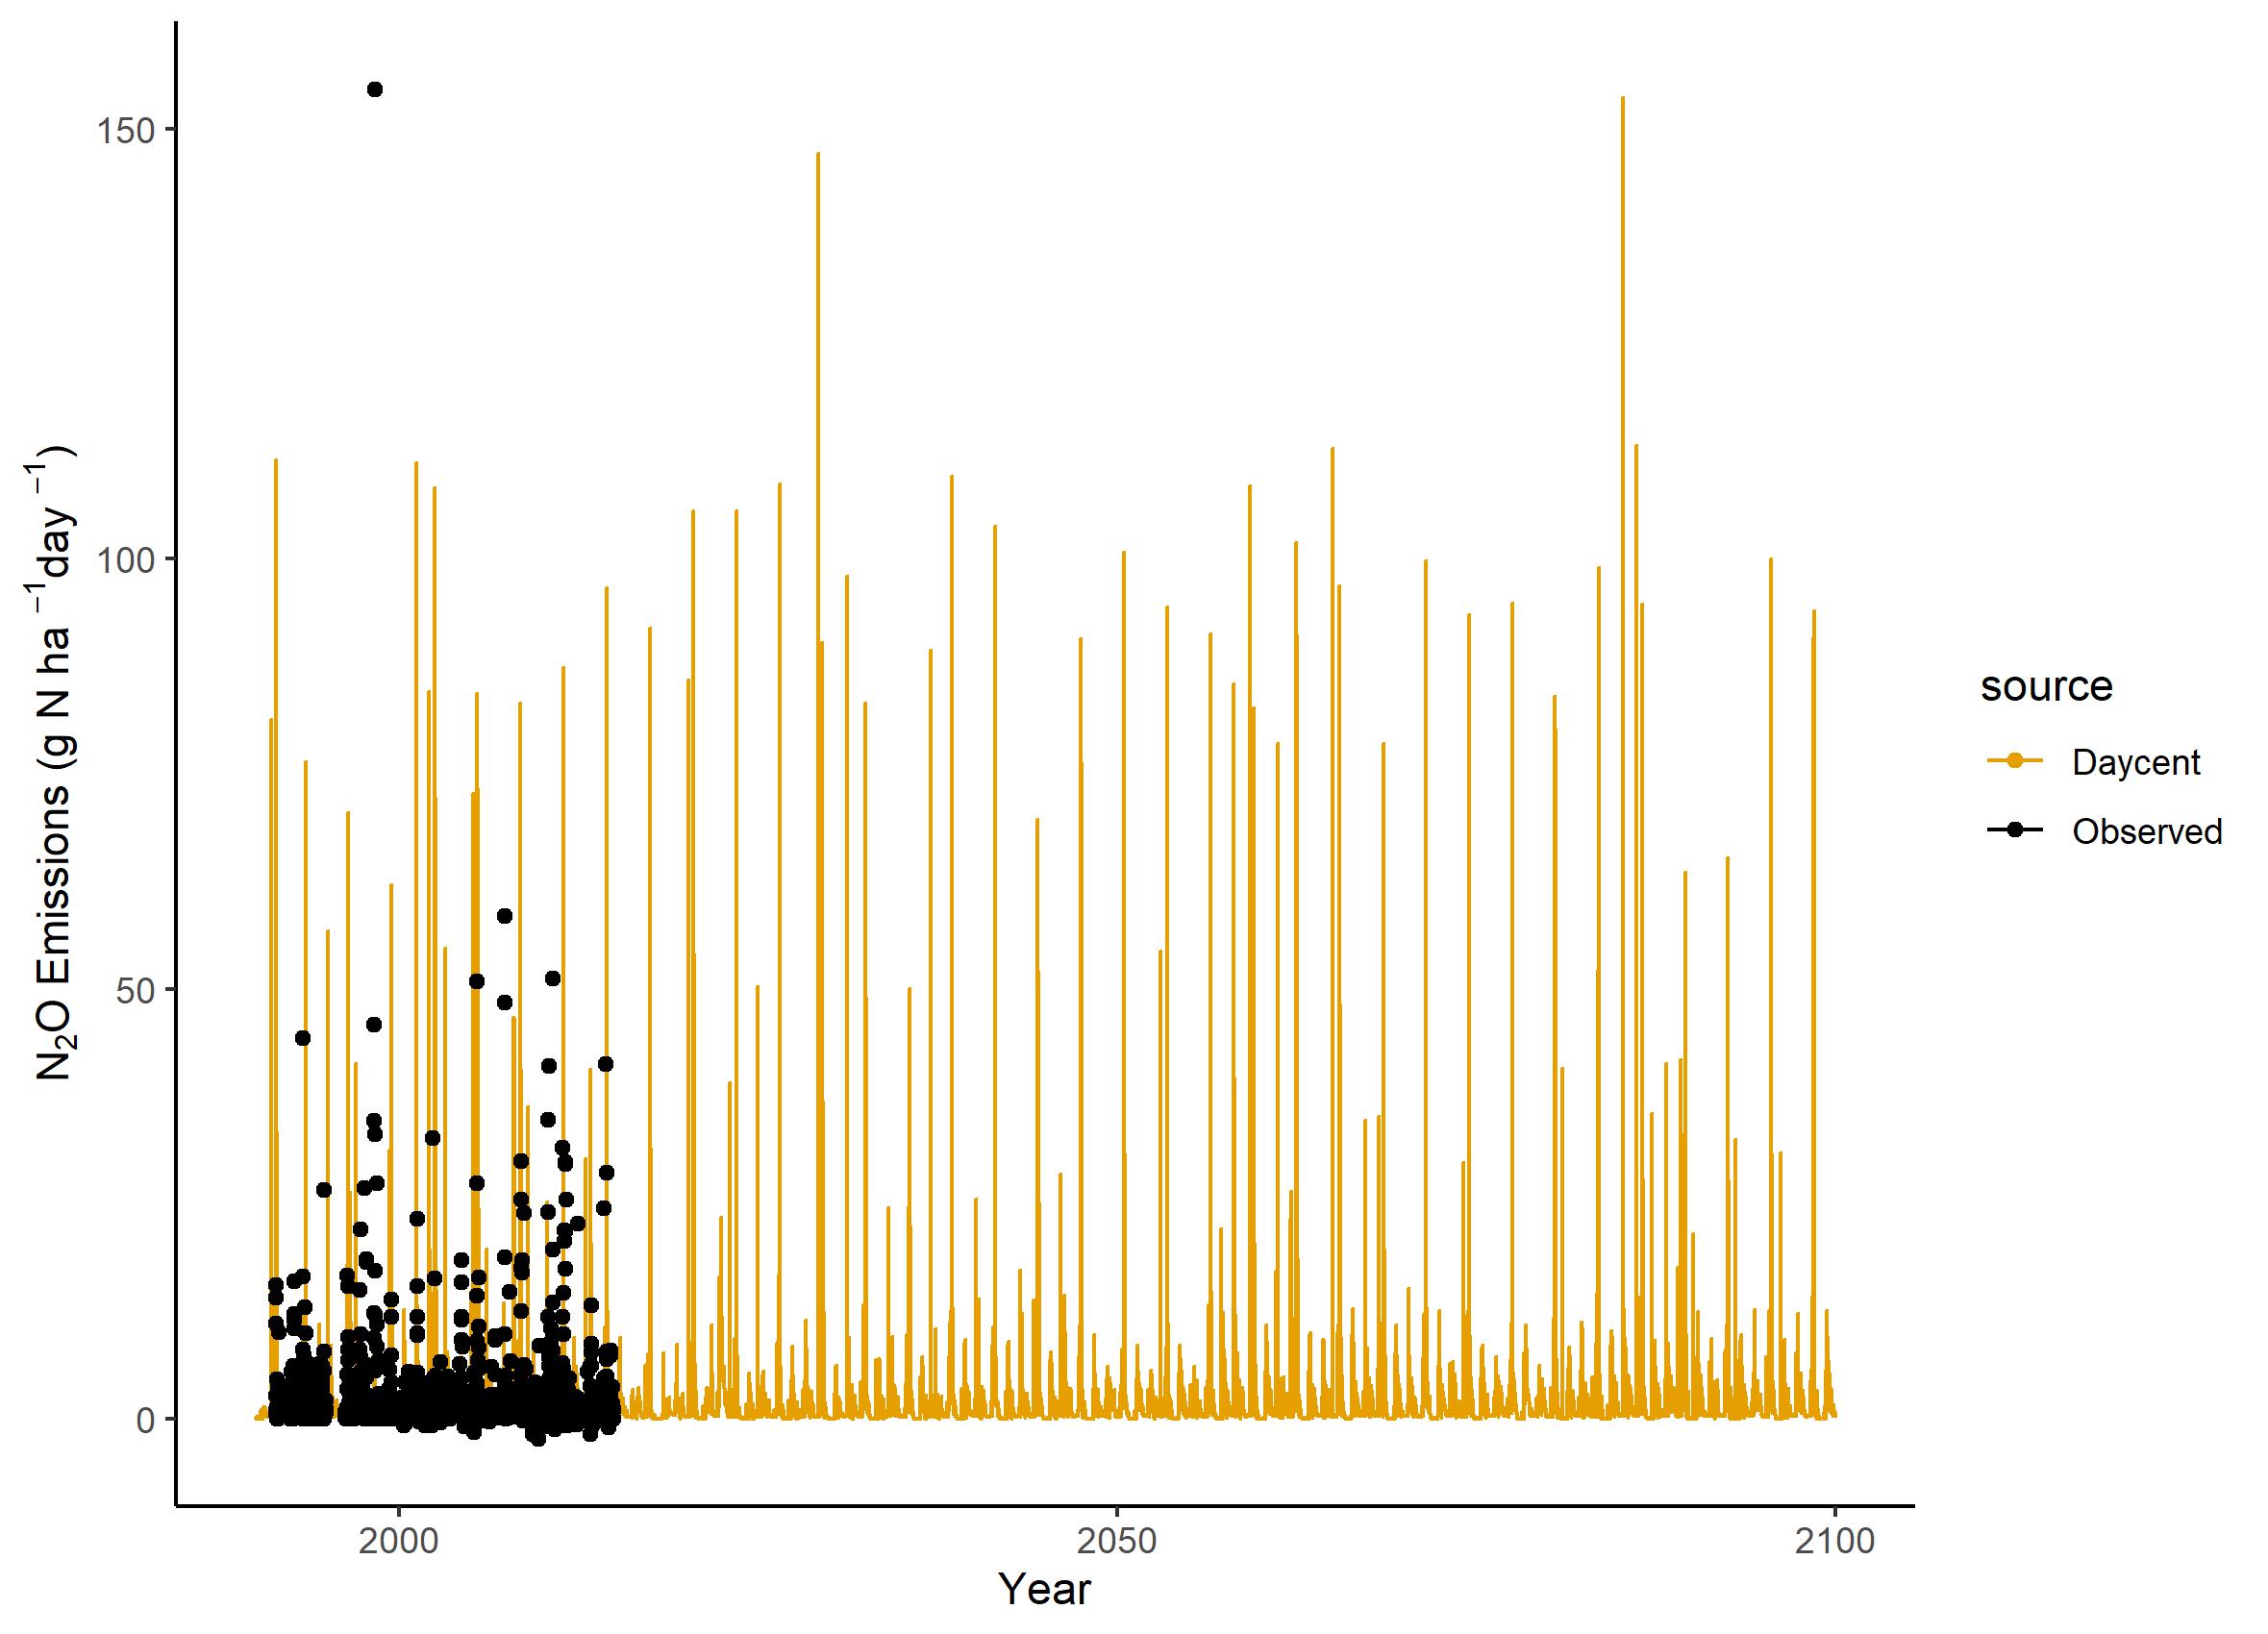 N₂O Emissions (g N ha ⁻¹day ⁻¹)
150
100
50
0
2000
2050
2100
Year
source
Daycent
Observed